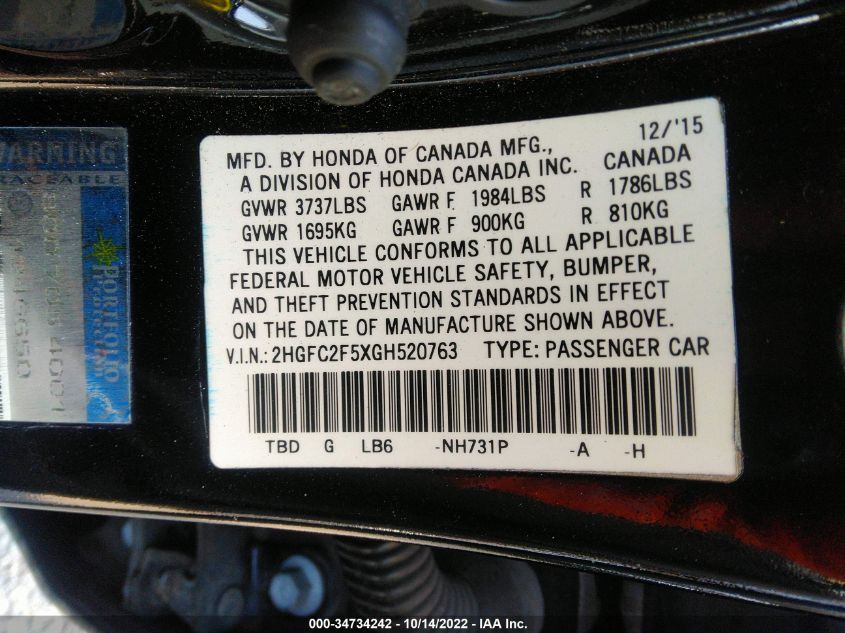 12/'15
MFD. BY HONDA OF CANADA MFG.,
A DIVISION OF HONDA CANADA INC. CANADA
GVWR 3737LBS GAWR F 1984LBS R 1786LBS
GVWR 1695KG GAWR F 900KG R 810KG
THIS VEHICLE CONFORMS TO ALL APPLICABLE
FEDERAL MOTOR VEHICLE SAFETY, BUMPER,
AND THEFT PREVENTION STANDARDS IN EFFECT
ON THE DATE OF MANUFACTURE SHOWN ABOVE.
V.I.N.: 2HGFC2F5XGH520763 TYPE: PASSENGER CAR
TBD G LB6 -NH731P -A -H
WARNING
PORTFOLIO
Protection
000-34734242 - 10/14/2022 - IAA Inc.